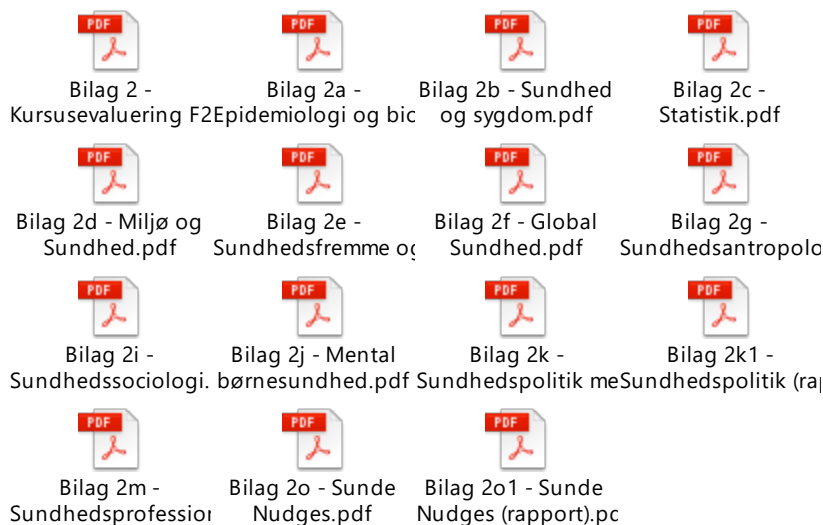 PDF PDF PDF PDF
Bilag 2 - Bilag 2a - Bilag 2b - Sundhed Bilag 2c -
Kursusevaluering F2 Epidemiologi og bio og sygdom.pdf Statistik.pdf
PDF PDF PDF PDF
Bilag 2d - Miljø og Bilag 2e - Bilag 2f - Global Bilag 2g -
Sundhed.pdf Sundhedsfremme og Sundhed.pdf Sundhedsantropolo
PDF PDF PDF PDF
Bilag 2i - Bilag 2j - Mental Bilag 2k - Bilag 2k1 -
Sundhedssociologi. børnesundhed.pdf Sundhedspolitik me Sundhedspolitik (rap
PDF PDF PDF
Bilag 2m - Bilag 2o - Sunde Bilag 2o1 - Sunde
Sundhedsprofession Nudges.pdf Nudges (rapport).pd